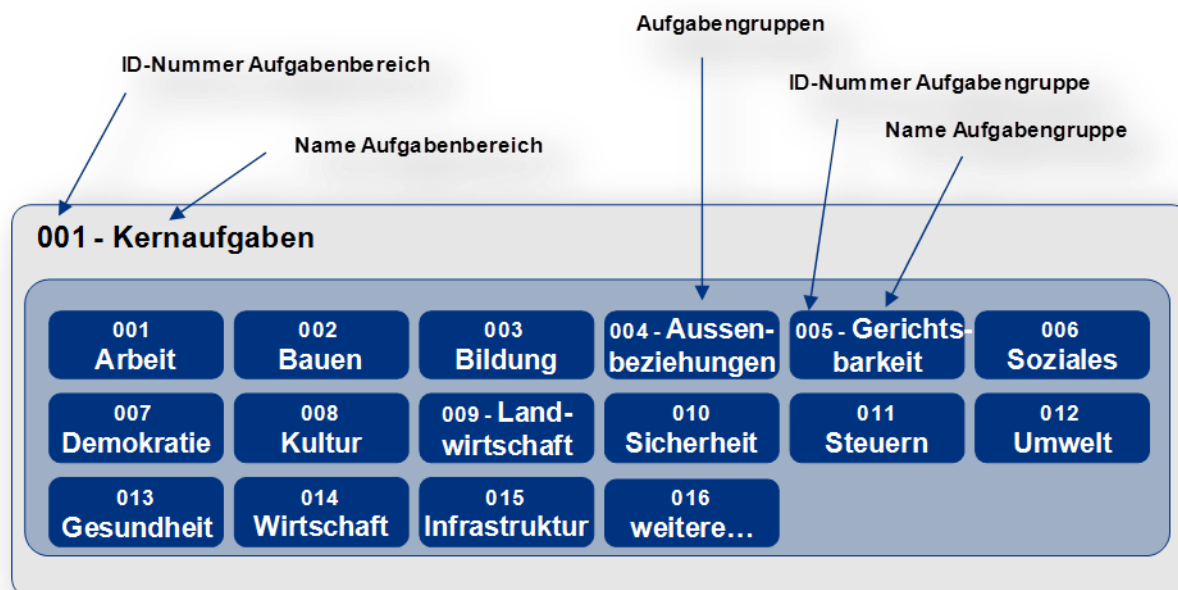 Aufgabengruppen
ID-Nummer Aufgabenbereich
ID-Nummer Aufgabengruppe
Name Aufgabengruppe
Name Aufgabenbereich
001 - Kernaufgaben
001
Arbeit
002
Bauen
003
Bildung
004 - Aussen-
beziehungen
005 - Gerichts-
barkeit
006
Soziales
007
Demokratie
008
Kultur
009 - Land-
wirtschaft
010
Sicherheit
011
Steuern
012
Umwelt
013
Gesundheit
014
Wirtschaft
015
Infrastruktur
016
weitere…